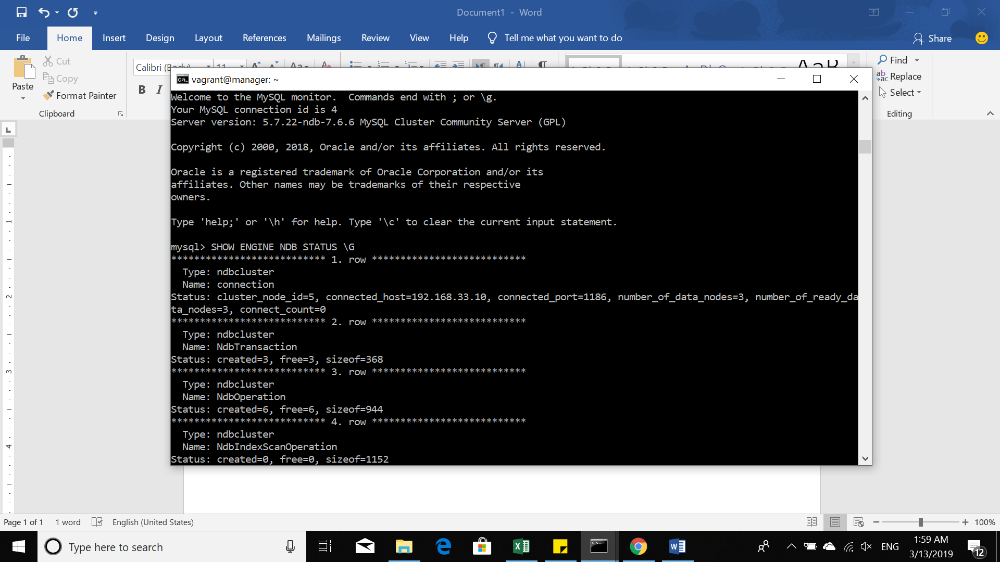 Document1 - Word
File Home Insert Design Layout References Mailings Review View Help Tell me what you want to do Share
Paste
Cut
Copy
Format Painter
Clipboard
Calibri (Body) 11
B I
Find
Replace
Select
Editing
vagrant@manager: ~
Welcome to the MySQL monitor.  Commands end with ; or \g.
Your MySQL connection id is 4
Server version: 5.7.22-ndb-7.6.6 MySQL Cluster Community Server (GPL)
Copyright (c) 2000, 2018, Oracle and/or its affiliates. All rights reserved.
Oracle is a registered trademark of Oracle Corporation and/or its
affiliates. Other names may be trademarks of their respective
owners.
Type 'help;' or '\h' for help. Type '\c' to clear the current input statement.
mysql> SHOW ENGINE NDB STATUS \G
*************************** 1. row ***************************
Type: ndbcluster
Name: connection
Status: cluster_node_id=5, connected_host=192.168.33.10, connected_port=1186, number_of_data_nodes=3, number_of_ready_da
ta_nodes=3, connect_count=0
*************************** 2. row ***************************
Type: ndbcluster
Name: NdbTransaction
Status: created=3, free=3, sizeof=368
*************************** 3. row ***************************
Type: ndbcluster
Name: NdbOperation
Status: created=6, free=6, sizeof=944
*************************** 4. row ***************************
Type: ndbcluster
Name: NdbIndexScanOperation
Status: created=0, free=0, sizeof=1152
1
2
3
4
Page 1 of 1 1 word English (United States) 100%
Type here to search
ENG
1:59 AM
3/13/2019
12